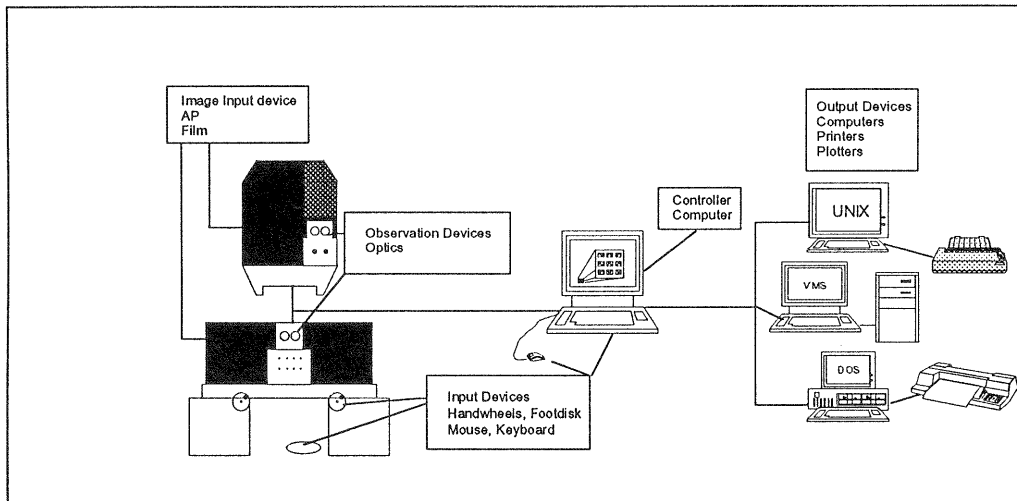 Image Input device
AP
Film
Output Devices
Computers
Printers
Plotters
Controller
Computer
UNIX
Observation Devices
Optics
VMS
DOS
Input Devices
Handwheels, Footdisk
Mouse, Keyboard